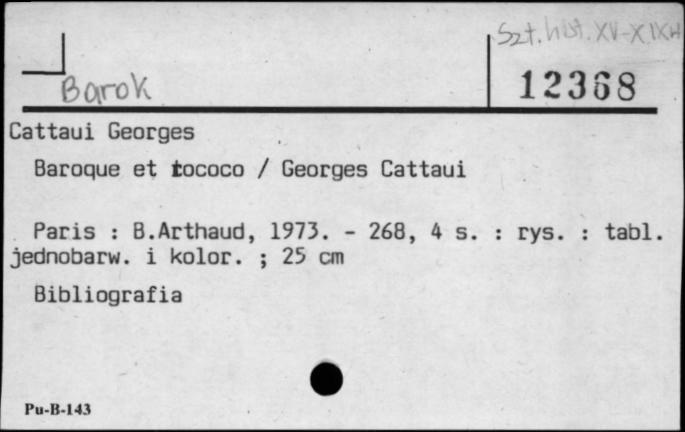 Szt. hist. XV-XIXw
Barok
12368
Cattaui Georges
Baroque et rococo / Georges Cattaui
Paris : B.Arthaud, 1973. - 268, 4 s. : rys. : tabl.
jednobarw. i kolor. ; 25 cm
Bibliografia
Pu-B-143